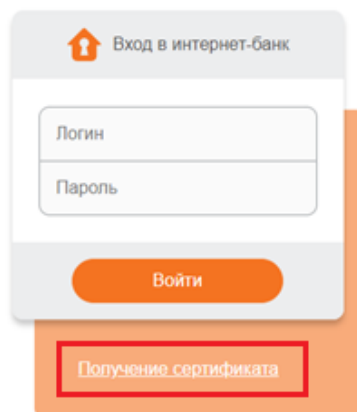 Вход в интернет-банк
Логин
Пароль
Войти
Получение сертификата